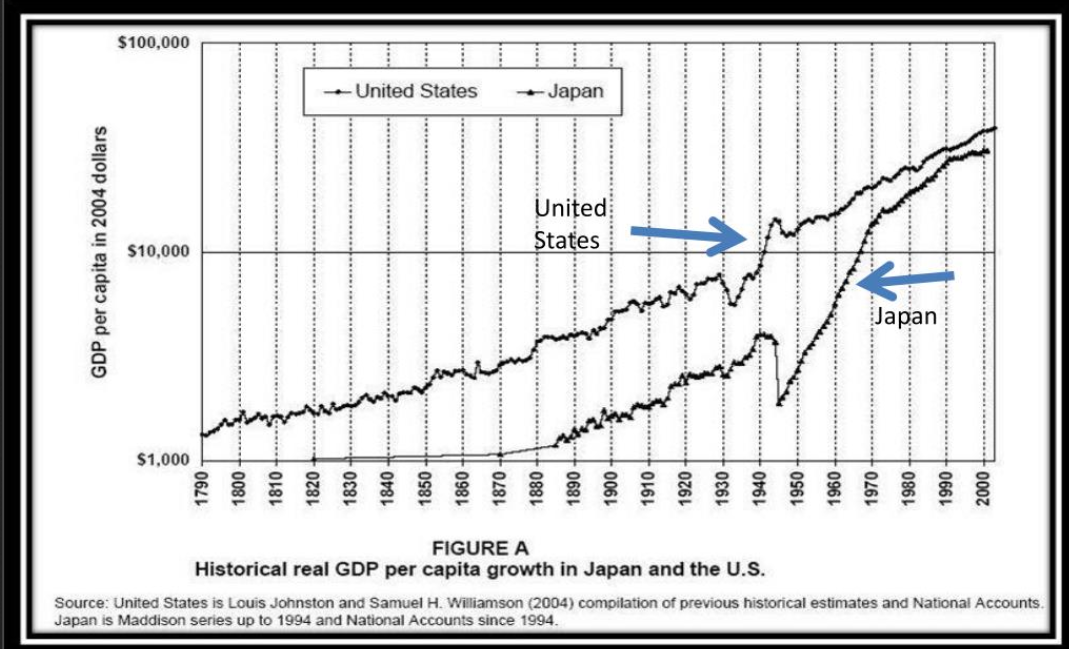 $100,000
United States
Japan
GDP per capita in 2004 dollars
United
States
$10,000
Japan
$1,000
1790
1800
1810
1820
1830
1840
1850
1860
1870
1880
1890
1900
1910
1920
1930
1940
1950
1960
1970
1980
1990
2000
FIGURE A
Historical real GDP per capita growth in Japan and the U.S.
Source: United States is Louis Johnston and Samuel H. Williamson (2004) compilation of previous historical estimates and National Accounts.
Japan is Maddison series up to 1994 and National Accounts since 1994.